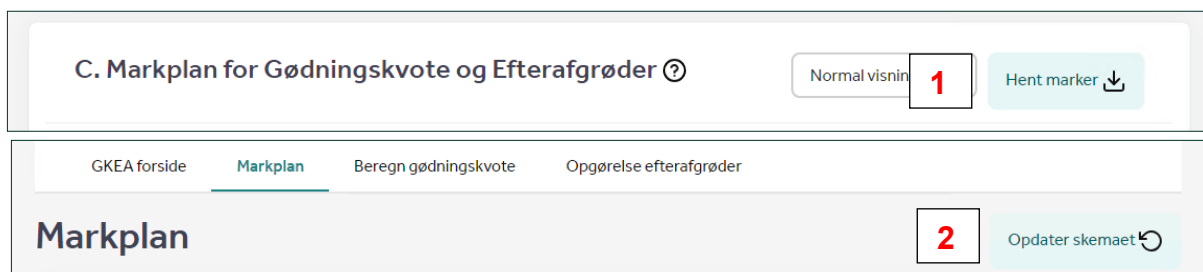 C. Markplan for Gødningskvote og Efterafgrøder ?
Normal visnin
1
Hent marker
GKEA forside Markplan Beregn gødningskvote Opgørelse efterafgrøder
Markplan
2
Opdater skemaet